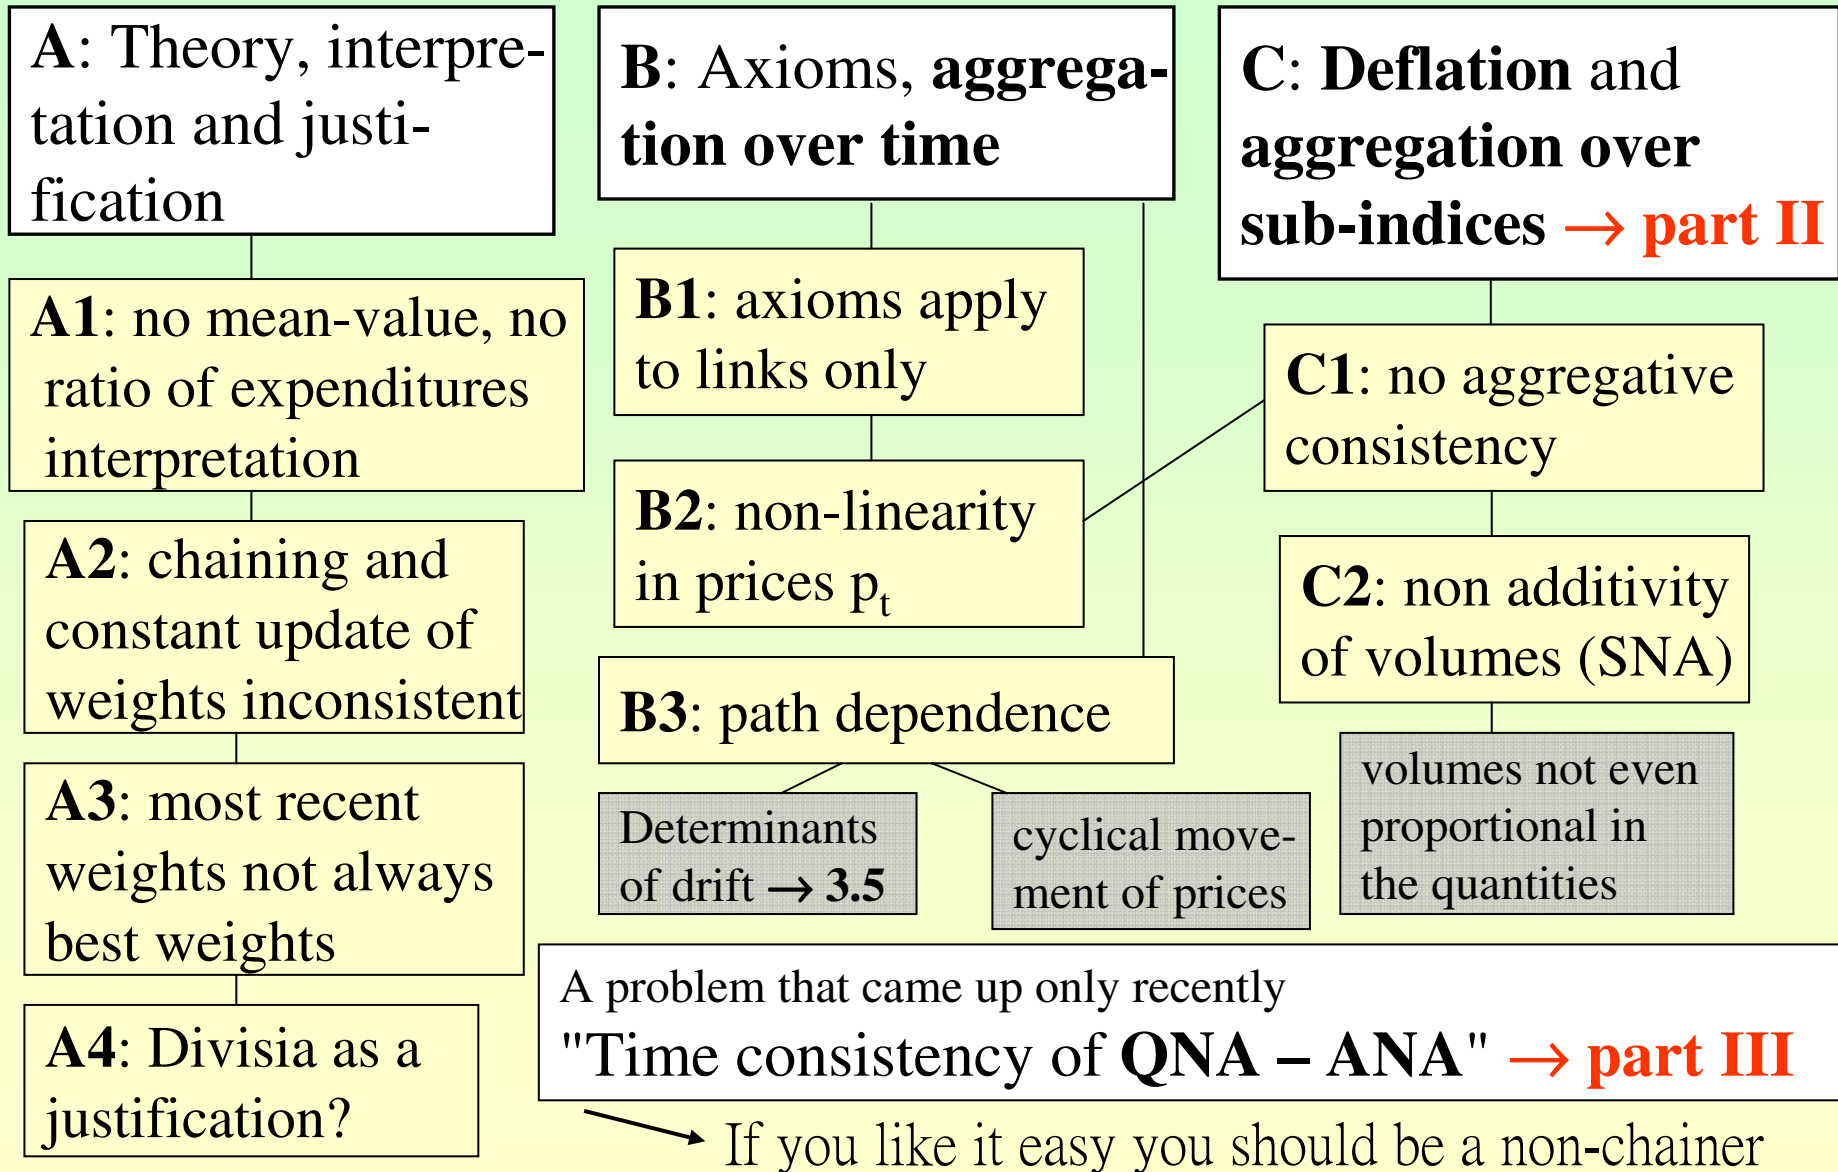 A: Theory, interpre-
tation and justi-
fication
A1: no mean-value, no
ratio of expenditures
interpretation
A2: chaining and
constant update of
weights inconsistent
A3: most recent
weights not always
best weights
A4: Divisia as a
justification?
B: Axioms, aggrega-
tion over time
B1: axioms apply
to links only
B2: non-linearity
in prices pₜ
B3: path dependence
Determinants
of drift → 3.5
cyclical move-
ment of prices
C: Deflation and
aggregation over
sub-indices → part II
C1: no aggregative
consistency
C2: non additivity
of volumes (SNA)
volumes not even
proportional in
the quantities
A problem that came up only recently
"Time consistency of QNA – ANA" → part III
If you like it easy you should be a non-chainer